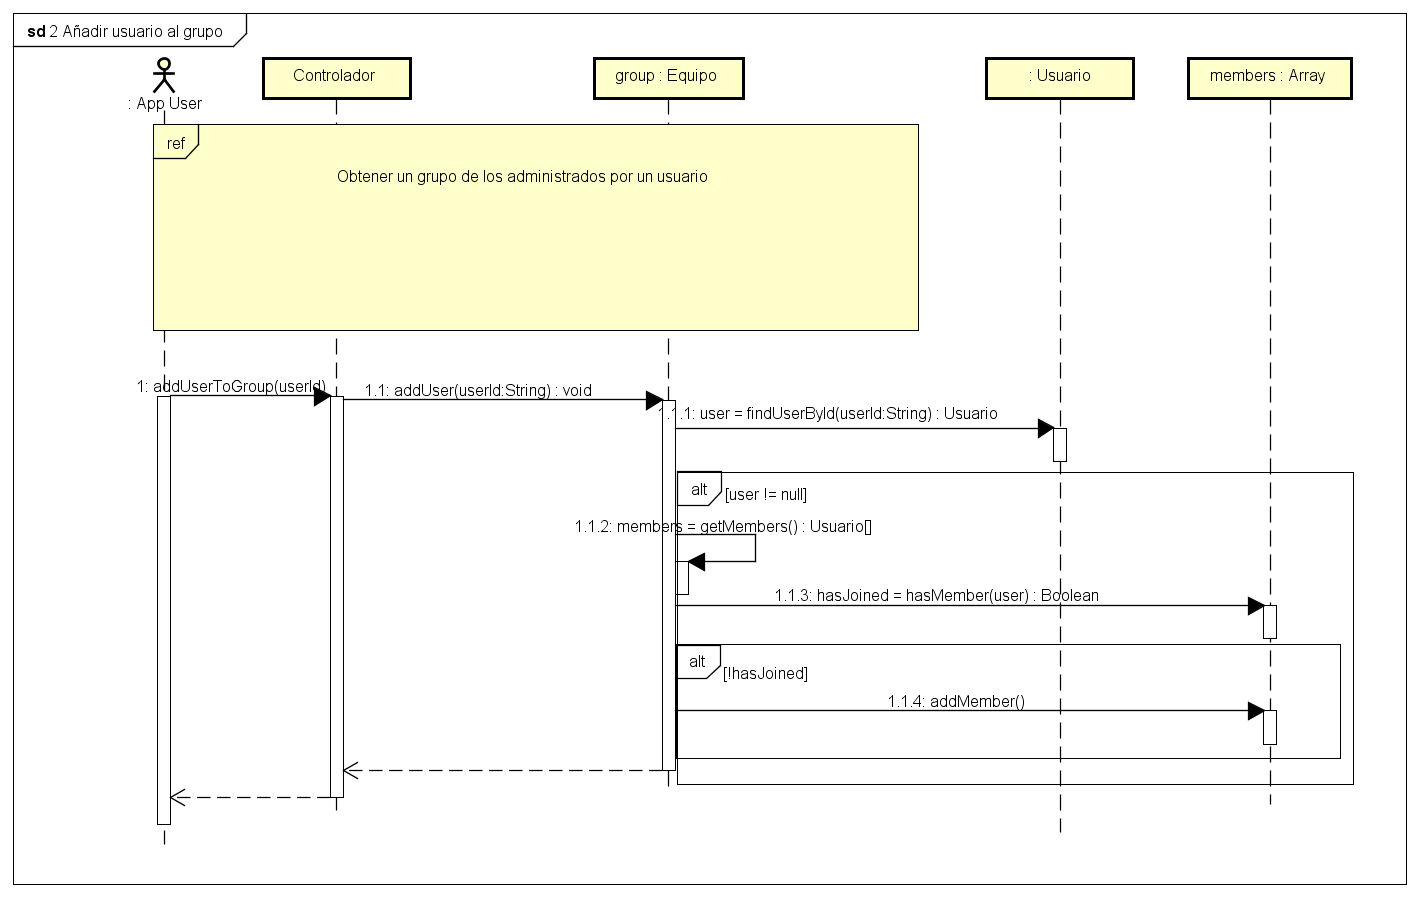 sd 2 Añadir usuario al grupo
: App User
Controlador
group : Equipo
: Usuario
members : Array
ref
Obtener un grupo de los administrados por un usuario
1: addUserToGroup(userId)
1.1: addUser(userId:String) : void
1.1.1: user = findUserById(userId:String) : Usuario
alt
[user != null]
1.1.2: members = getMembers() : Usuario[]
1.1.3: hasJoined = hasMember(user) : Boolean
alt
[!hasJoined]
1.1.4: addMember()